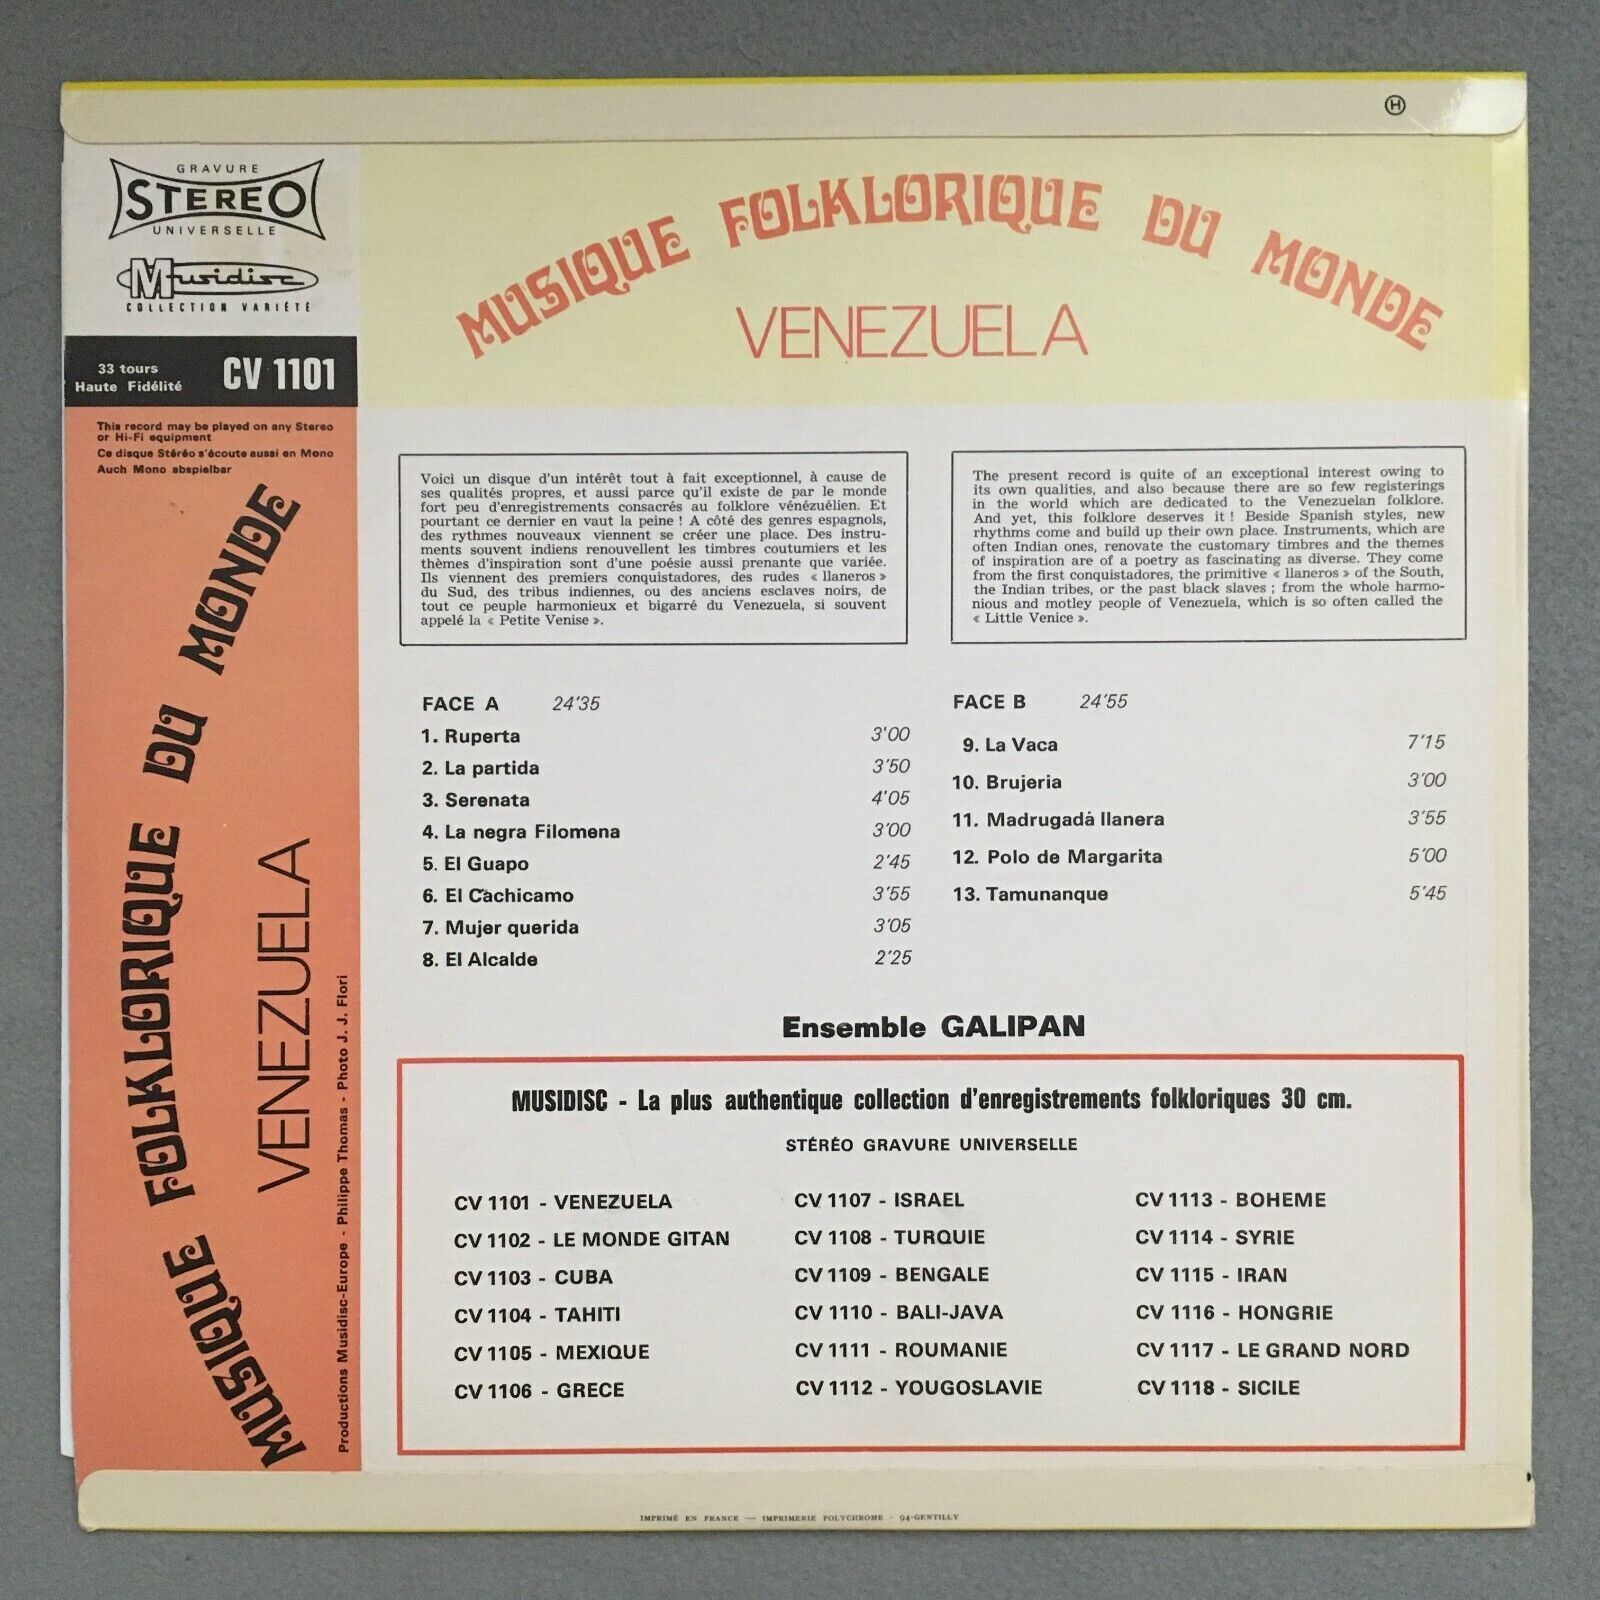 H
GRAVURE
STEREO
UNIVERSELLE
Musidisc
COLLECTION VARIÉTÉ
33 tours
Haute Fidélité
CV 1101
This record may be played on any Stereo
or Hi-Fi equipment
Ce disque Stéréo s'écoute aussi en Mono
Auch Mono abspielbar
MUSIQUE FOLKLORIQUE DU MONDE
VENEZUELA
Productions Musidisc-Europe - Philippe Thomas - Photo J. J. Flori
MUSIQUE FOLKLORIQUE DU MONDE
VENEZUELA
Voici un disque d'un intérêt tout à fait exceptionnel, à cause de
ses qualités propres, et aussi parce qu'il existe de par le monde
fort peu d'enregistrements consacrés au folklore vénézuélien. Et
pourtant ce dernier en vaut la peine ! A côté des genres espagnols,
des rythmes nouveaux viennent se créer une place. Des instru-
ments souvent indiens renouvellent les timbres coutumiers et les
thèmes d'inspiration sont d'une poésie aussi prenante que variée.
Ils viennent des premiers conquistadores, des rudes « llaneros »
du Sud, des tribus indiennes, ou des anciens esclaves noirs, de
tout ce peuple harmonieux et bigarré du Venezuela, si souvent
appelé la « Petite Venise ».
The present record is quite of an exceptional interest owing to
its own qualities, and also because there are so few registerings
in the world which are dedicated to the Venezuelan folklore.
And yet, this folklore deserves it ! Beside Spanish styles, new
rhythms come and build up their own place. Instruments, which are
often Indian ones, renovate the customary timbres and the themes
of inspiration are of a poetry as fascinating as diverse. They come
from the first conquistadores, the primitive « llaneros » of the South,
the Indian tribes, or the past black slaves ; from the whole harmo-
nious and motley people of Venezuela, which is so often called the
« Little Venice ».
FACE A 24'35
1. Ruperta 3'00
2. La partida 3'50
3. Serenata 4'05
4. La negra Filomena 3'00
5. El Guapo 2'45
6. El Cachicamo 3'55
7. Mujer querida 3'05
8. El Alcalde 2'25
FACE B 24'55
9. La Vaca 7'15
10. Brujeria 3'00
11. Madrugadá llanera 3'55
12. Polo de Margarita 5'00
13. Tamunanque 5'45
Ensemble GALIPAN
MUSIDISC - La plus authentique collection d'enregistrements folkloriques 30 cm.
STÉRÉO GRAVURE UNIVERSELLE
CV 1101 - VENEZUELA
CV 1102 - LE MONDE GITAN
CV 1103 - CUBA
CV 1104 - TAHITI
CV 1105 - MEXIQUE
CV 1106 - GRECE
CV 1107 - ISRAEL
CV 1108 - TURQUIE
CV 1109 - BENGALE
CV 1110 - BALI-JAVA
CV 1111 - ROUMANIE
CV 1112 - YOUGOSLAVIE
CV 1113 - BOHEME
CV 1114 - SYRIE
CV 1115 - IRAN
CV 1116 - HONGRIE
CV 1117 - LE GRAND NORD
CV 1118 - SICILE
IMPRIMÉ EN FRANCE — IMPRIMERIE POLYCHROME - 94-GENTILLY